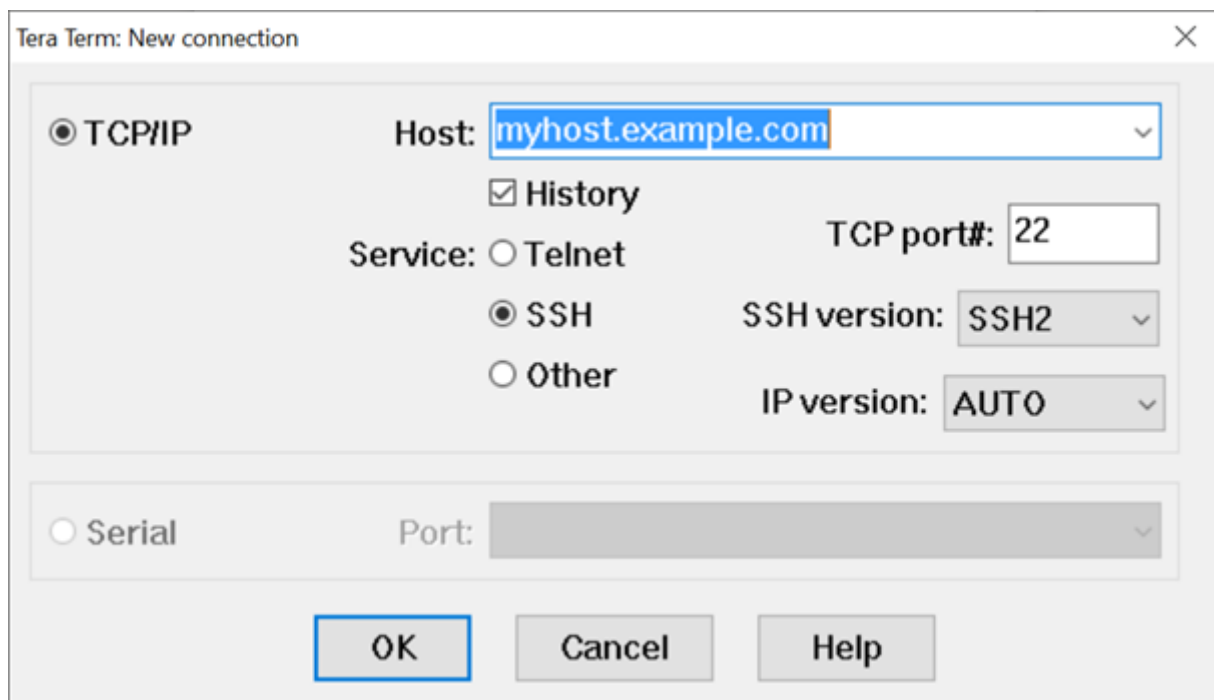 Tera Term: New connection
TCP/IP Host: myhost.example.com
History
TCP port#: 22
Service: Telnet
SSH SSH version: SSH2
Other
IP version: AUTO
Serial Port:
OK Cancel Help